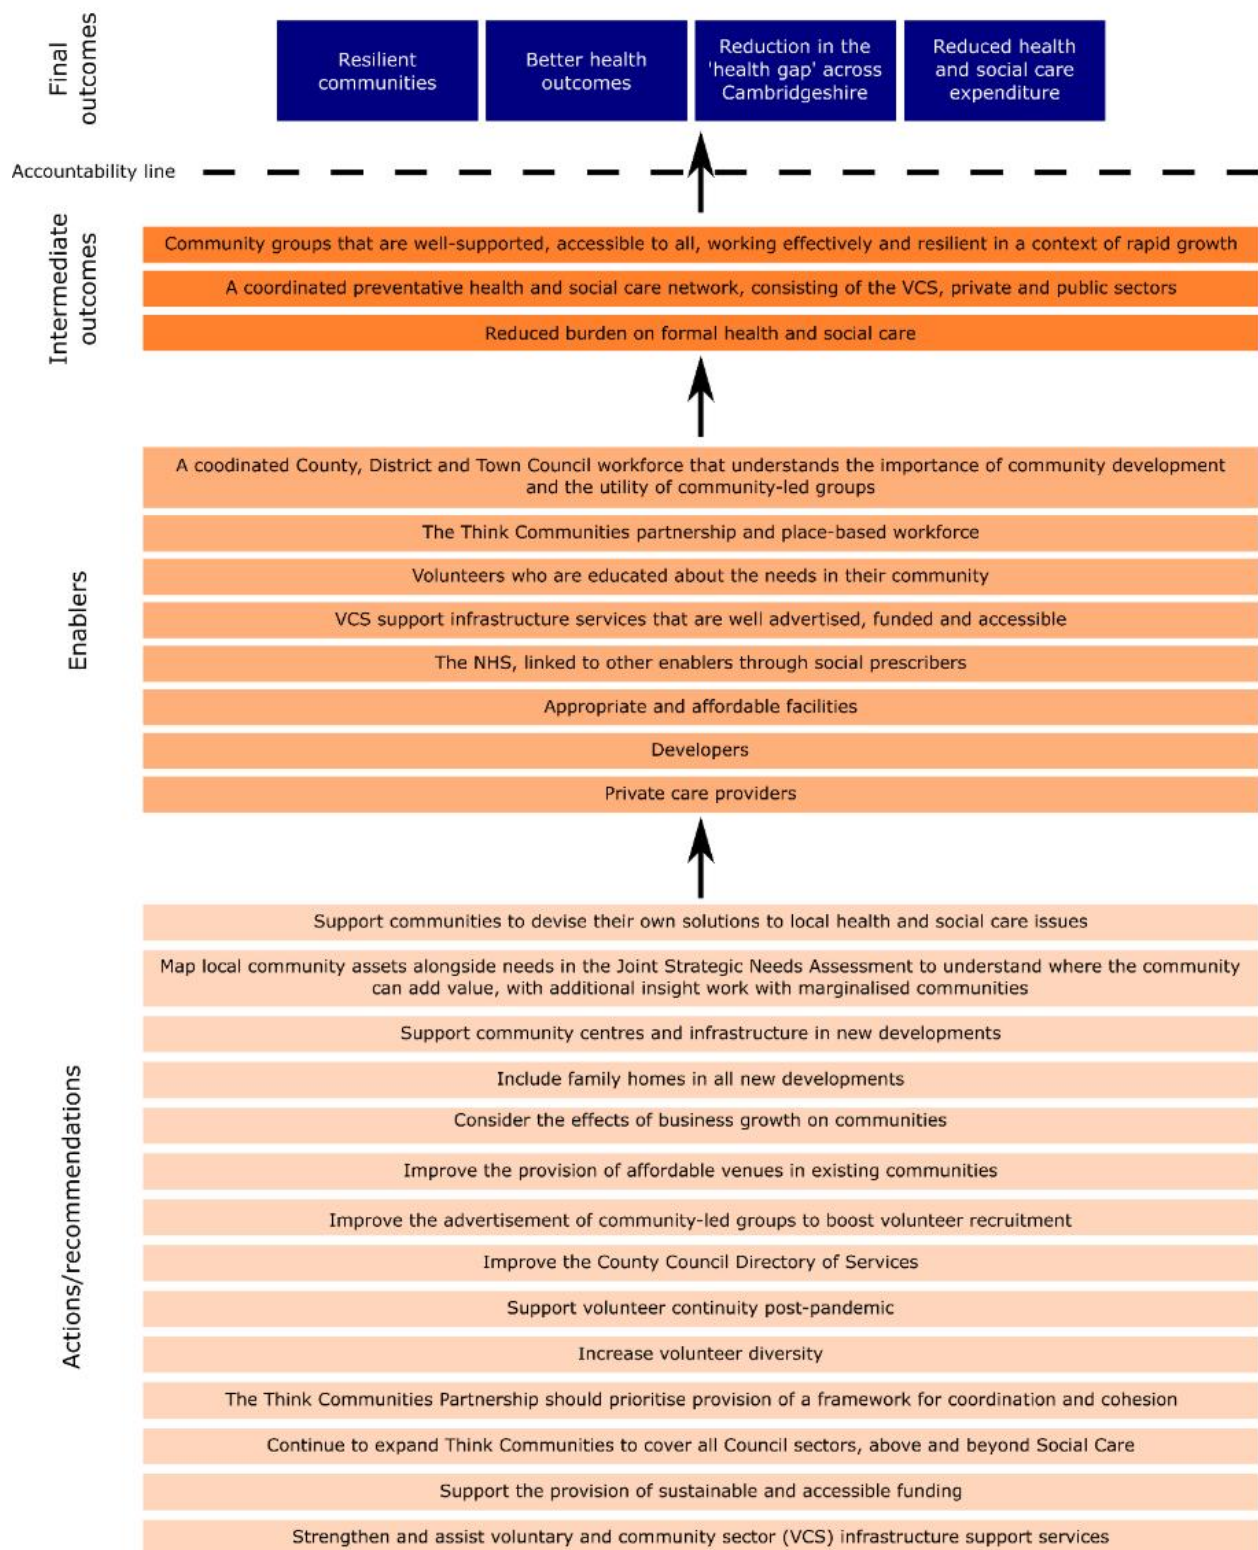 Final
outcomes
Resilient
communities
Better health
outcomes
Reduction in the
'health gap' across
Cambridgeshire
Reduced health
and social care
expenditure
Accountability line
Intermediate
outcomes
Community groups that are well-supported, accessible to all, working effectively and resilient in a context of rapid growth
A coordinated preventative health and social care network, consisting of the VCS, private and public sectors
Reduced burden on formal health and social care
Enablers
A coodinated County, District and Town Council workforce that understands the importance of community development
and the utility of community-led groups
The Think Communities partnership and place-based workforce
Volunteers who are educated about the needs in their community
VCS support infrastructure services that are well advertised, funded and accessible
The NHS, linked to other enablers through social prescribers
Appropriate and affordable facilities
Developers
Private care providers
Actions/recommendations
Support communities to devise their own solutions to local health and social care issues
Map local community assets alongside needs in the Joint Strategic Needs Assessment to understand where the community
can add value, with additional insight work with marginalised communities
Support community centres and infrastructure in new developments
Include family homes in all new developments
Consider the effects of business growth on communities
Improve the provision of affordable venues in existing communities
Improve the advertisement of community-led groups to boost volunteer recruitment
Improve the County Council Directory of Services
Support volunteer continuity post-pandemic
Increase volunteer diversity
The Think Communities Partnership should prioritise provision of a framework for coordination and cohesion
Continue to expand Think Communities to cover all Council sectors, above and beyond Social Care
Support the provision of sustainable and accessible funding
Strengthen and assist voluntary and community sector (VCS) infrastructure support services